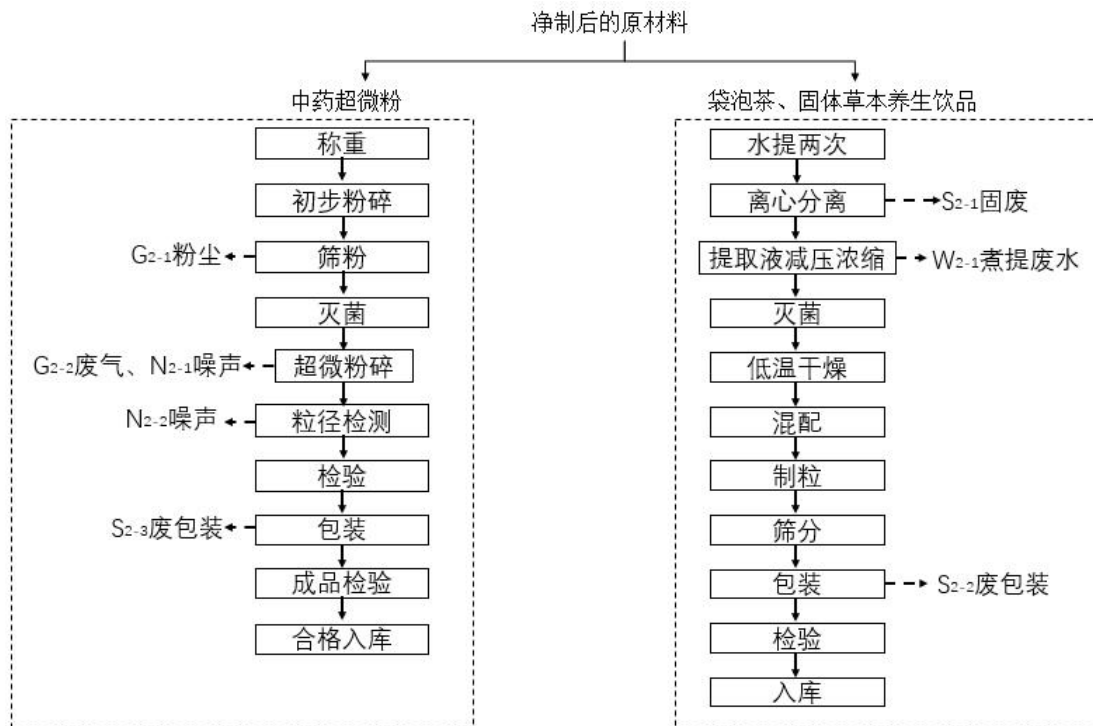 净制后的原材料
中药超微粉
称重
初步粉碎
G2-1粉尘
筛粉
灭菌
G2-2废气、N2-1噪声
超微粉碎
N2-2噪声
粒径检测
检验
S2-3废包装
包装
成品检验
合格入库
袋泡茶、固体草本养生饮品
水提两次
离心分离
S2-1固废
提取液减压浓缩
W2-1煮提废水
灭菌
低温干燥
混配
制粒
筛分
包装
S2-2废包装
检验
入库